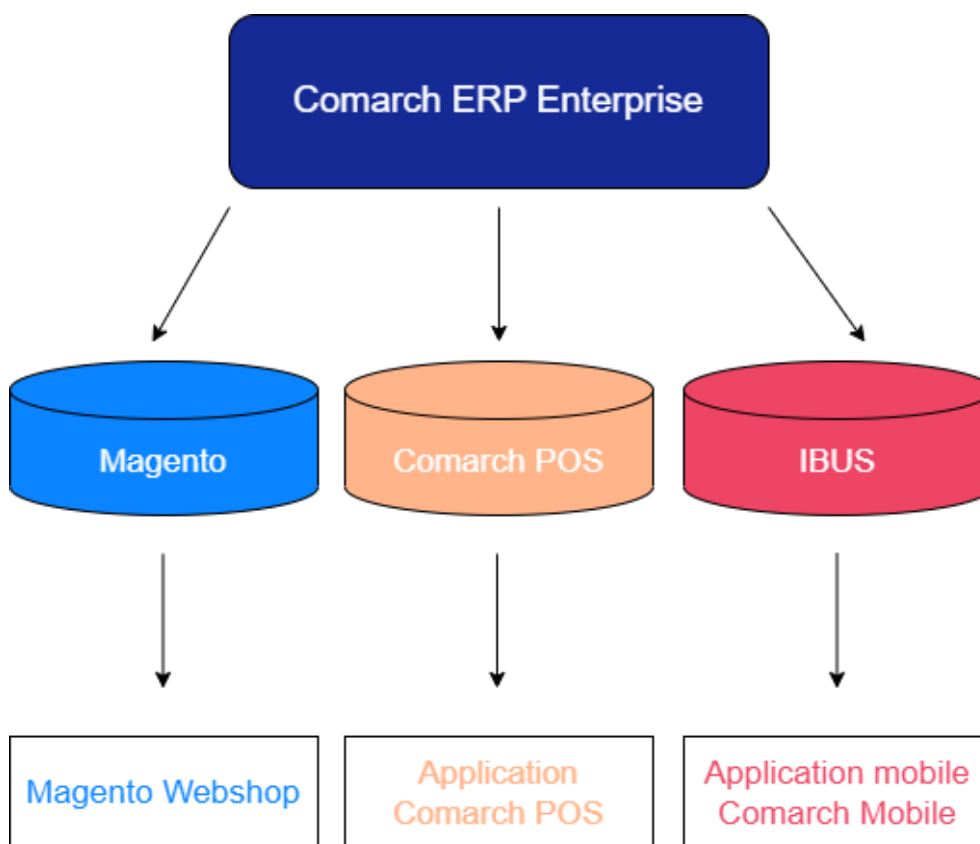 Comarch ERP Enterprise
Magento
Comarch POS
IBUS
Magento Webshop
Application
Comarch POS
Application mobile
Comarch Mobile